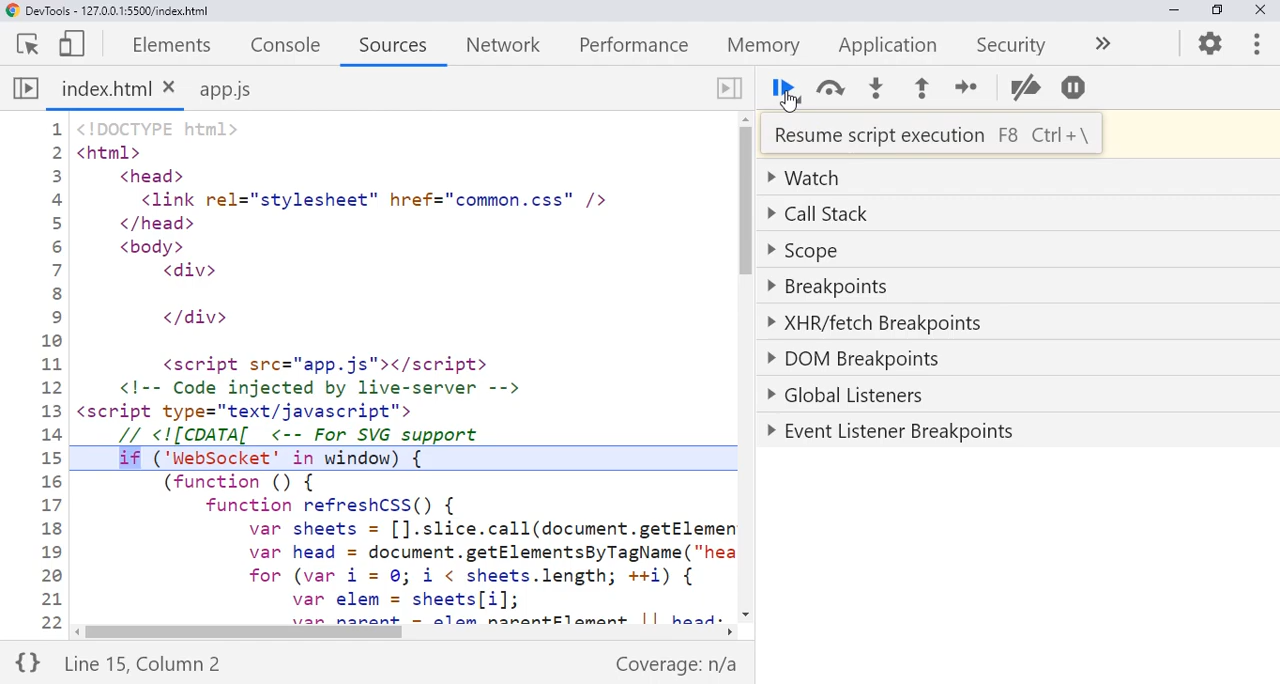 DevTools - 127.0.0.1:5500/index.html
Elements Console Sources Network Performance Memory Application Security »
index.html × app.js
Resume script execution F8 Ctrl+\
1 <!DOCTYPE html>
2 <html>
3 <head>
4 <link rel="stylesheet" href="common.css" />
5 </head>
6 <body>
7 <div>
8
9 </div>
10
11 <script src="app.js"></script>
12 <!-- Code injected by live-server -->
13 <script type="text/javascript">
14 // <![CDATA[ <-- For SVG support
15 if ('WebSocket' in window) {
16 (function () {
17 function refreshCSS() {
18 var sheets = [].slice.call(document.getElemen
19 var head = document.getElementsByTagName("hea
20 for (var i = 0; i < sheets.length; ++i) {
21 var elem = sheets[i];
22 var parent = elem.parentElement || head;
{} Line 15, Column 2
Coverage: n/a
Watch
Call Stack
Scope
Breakpoints
XHR/fetch Breakpoints
DOM Breakpoints
Global Listeners
Event Listener Breakpoints